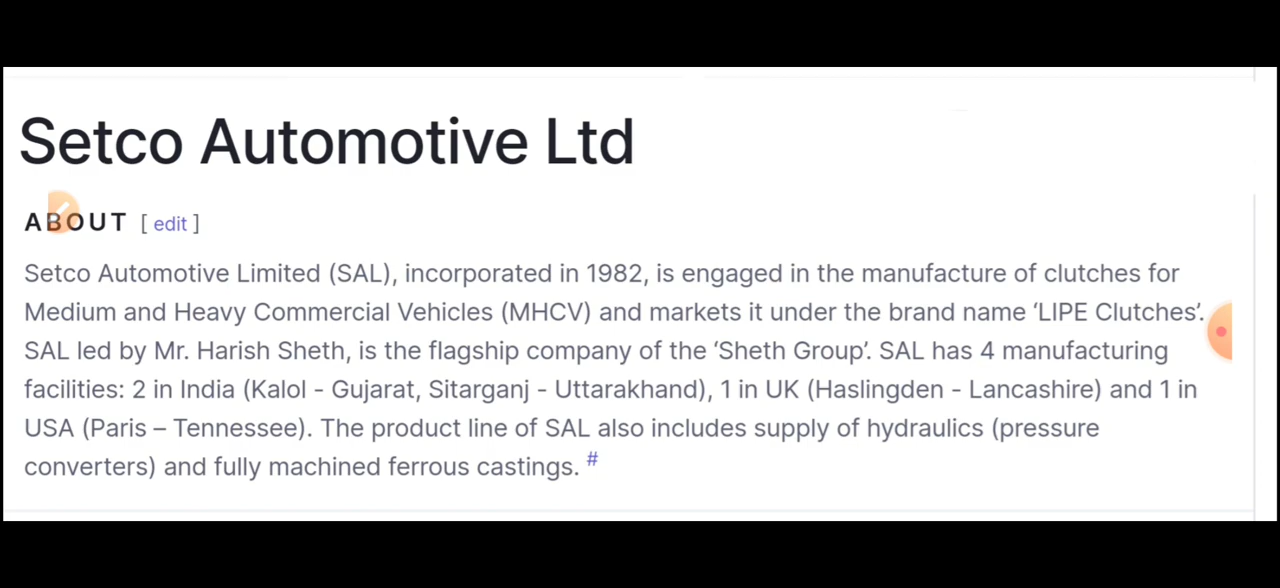 Setco Automotive Ltd
ABOUT [ edit ]
Setco Automotive Limited (SAL), incorporated in 1982, is engaged in the manufacture of clutches for
Medium and Heavy Commercial Vehicles (MHCV) and markets it under the brand name ‘LIPE Clutches’.
SAL led by Mr. Harish Sheth, is the flagship company of the ‘Sheth Group’. SAL has 4 manufacturing
facilities: 2 in India (Kalol - Gujarat, Sitarganj - Uttarakhand), 1 in UK (Haslingden - Lancashire) and 1 in
USA (Paris – Tennessee). The product line of SAL also includes supply of hydraulics (pressure
converters) and fully machined ferrous castings. #